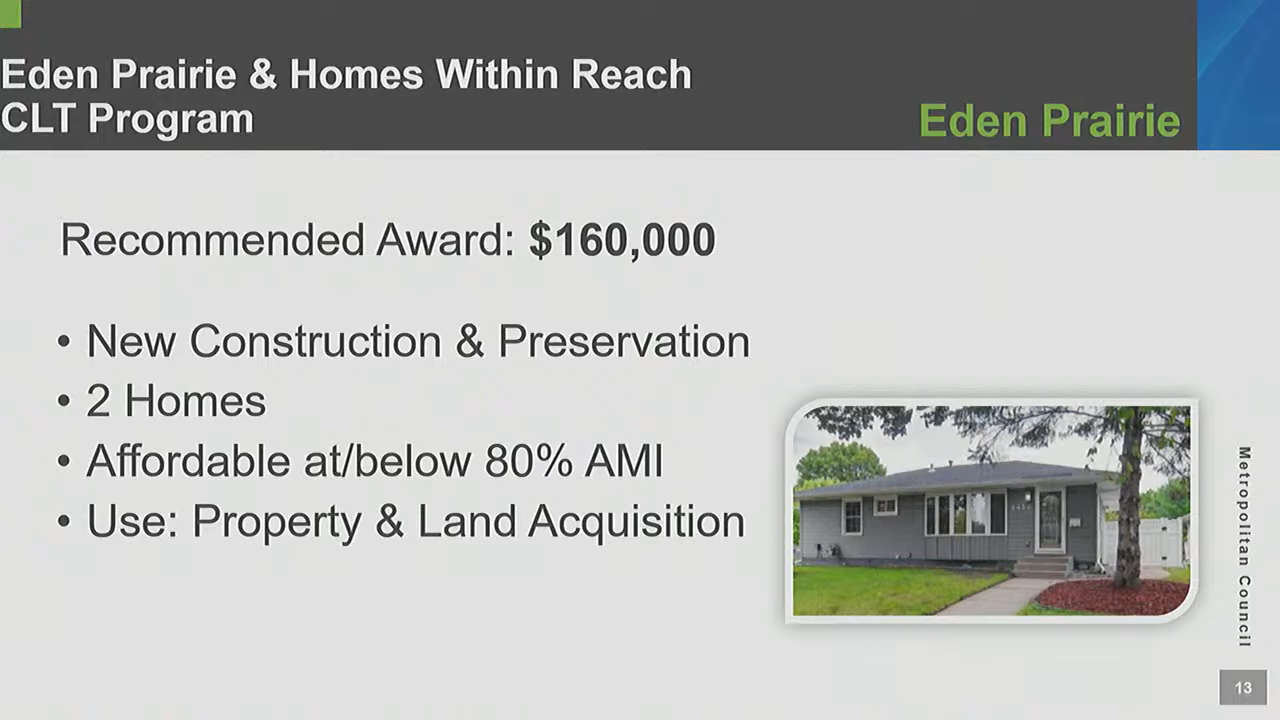 Eden Prairie & Homes Within Reach
CLT Program
Eden Prairie
Recommended Award: $160,000
• New Construction & Preservation
• 2 Homes
• Affordable at/below 80% AMI
• Use: Property & Land Acquisition
Metropolitan Council
13